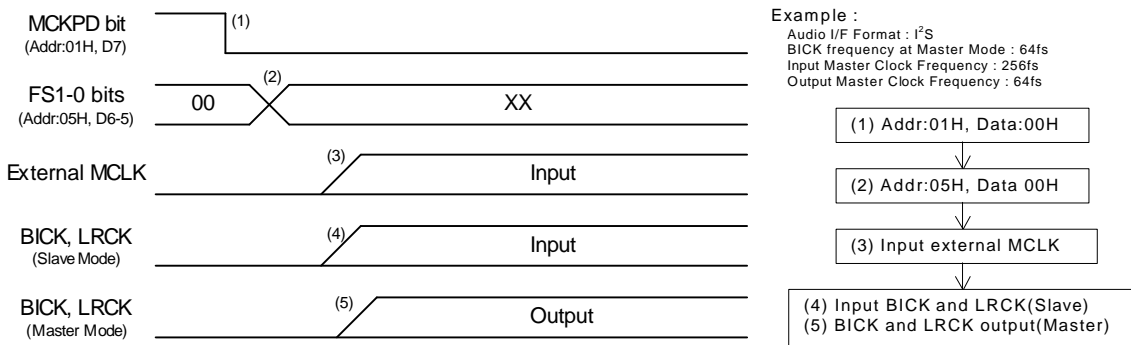 MCKPD bit
(Addr:01H, D7)
(1)
FS1-0 bits
(Addr:05H, D6-5)
00
(2)
XX
External MCLK
(3)
Input
BICK, LRCK
(Slave Mode)
(4)
Input
BICK, LRCK
(Master Mode)
(5)
Output
Example :
Audio I/F Format : I²S
BICK frequency at Master Mode : 64fs
Input Master Clock Frequency : 256fs
Output Master Clock Frequency : 64fs
(1) Addr:01H, Data:00H
(2) Addr:05H, Data 00H
(3) Input external MCLK
(4) Input BICK and LRCK(Slave)
(5) BICK and LRCK output(Master)